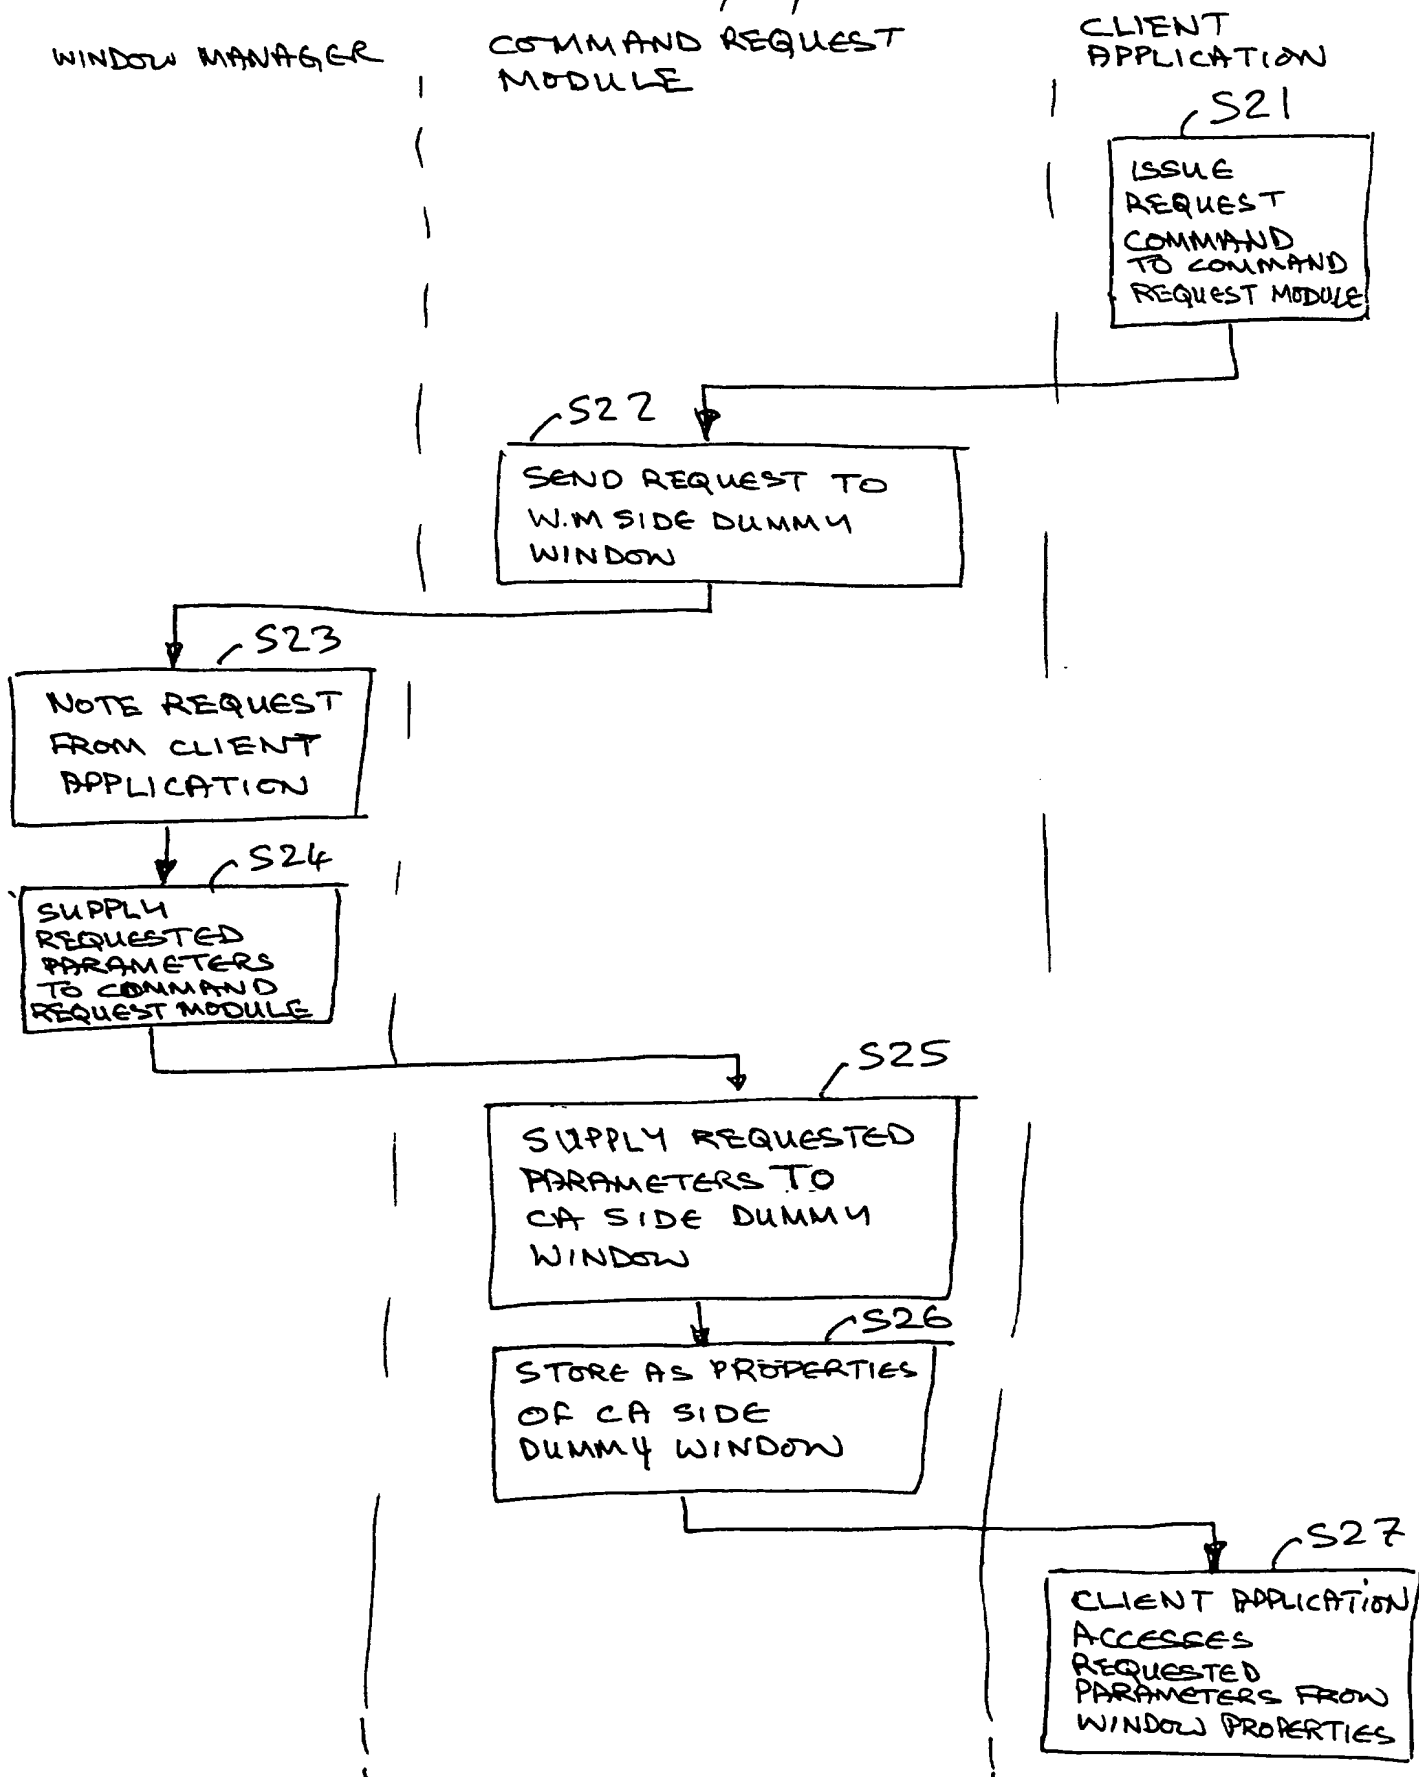 WINDOW MANAGER
COMMAND REQUEST
MODULE
CLIENT
APPLICATION
S21
ISSUE
REQUEST
COMMAND
TO COMMAND
REQUEST MODULE
S22
SEND REQUEST TO
W.M SIDE DUMMY
WINDOW
S23
NOTE REQUEST
FROM CLIENT
APPLICATION
S24
SUPPLY
REQUESTED
PARAMETERS
TO COMMAND
REQUEST MODULE
S25
SUPPLY REQUESTED
PARAMETERS TO
CA SIDE DUMMY
WINDOW
S26
STORE AS PROPERTIES
OF CA SIDE
DUMMY WINDOW
S27
CLIENT APPLICATION
ACCESSES
REQUESTED
PARAMETERS FROM
WINDOW PROPERTIES